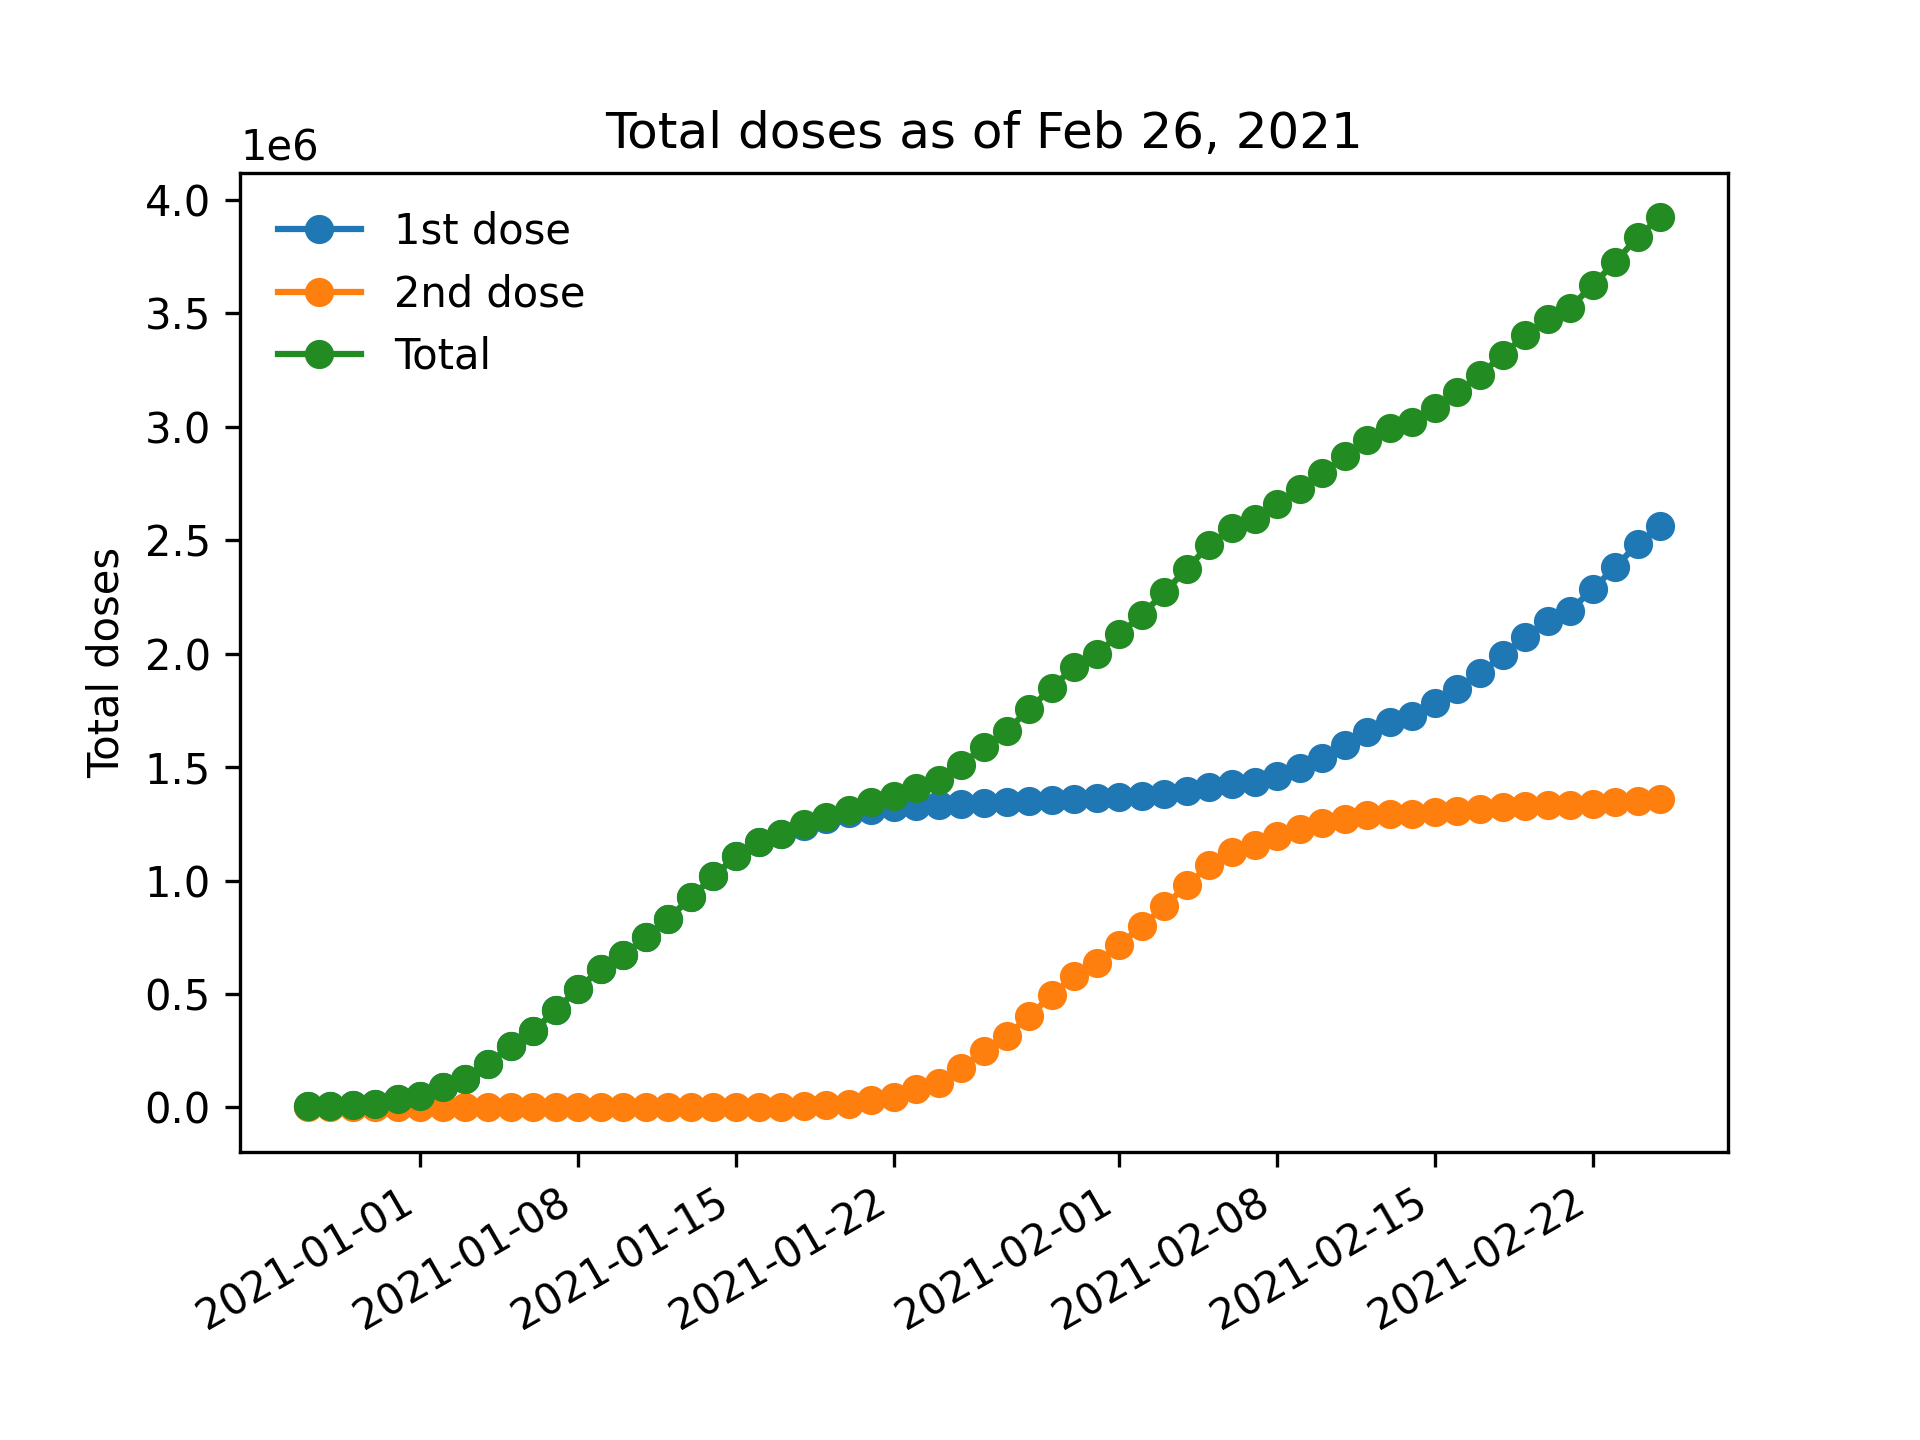 Total doses as of Feb 26, 2021
1e6
4.0
3.5
3.0
2.5
2.0
1.5
1.0
0.5
0.0
Total doses
1st dose
2nd dose
Total
2021-01-01
2021-01-08
2021-01-15
2021-01-22
2021-02-01
2021-02-08
2021-02-15
2021-02-22